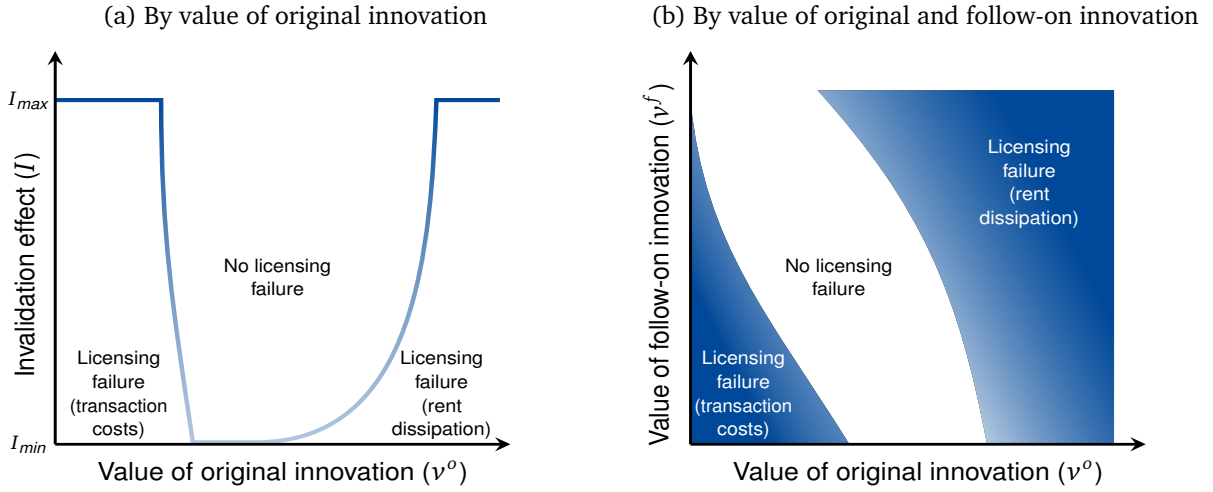 (a) By value of original innovation
I_max
I_min
Invalidation effect (I)
No licensing
failure
Licensing
failure
(transaction
costs)
Licensing
failure
(rent
dissipation)
Value of original innovation (ν^o)
(b) By value of original and follow-on innovation
Value of follow-on innovation (ν^f)
Licensing
failure
(rent
dissipation)
No licensing
failure
Licensing
failure
(transaction
costs)
Value of original innovation (ν^o)